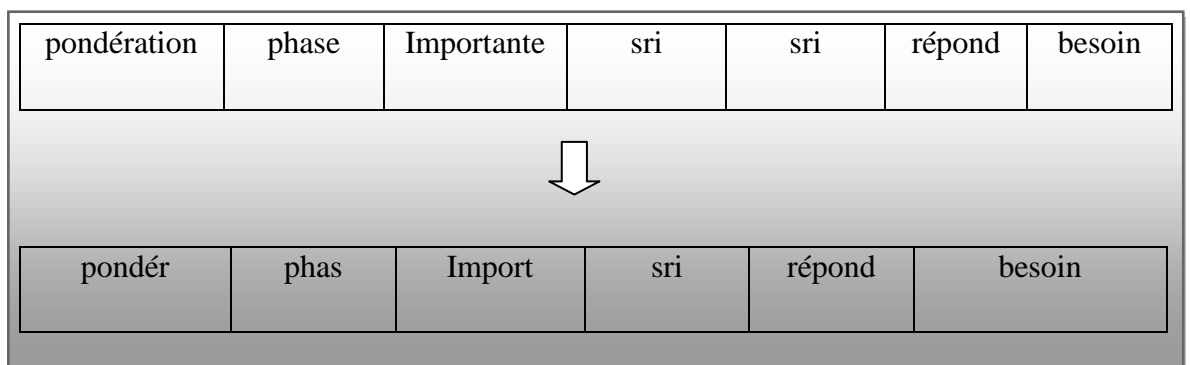 pondération phase Importante sri sri répond besoin
pondér phas Import sri répond besoin